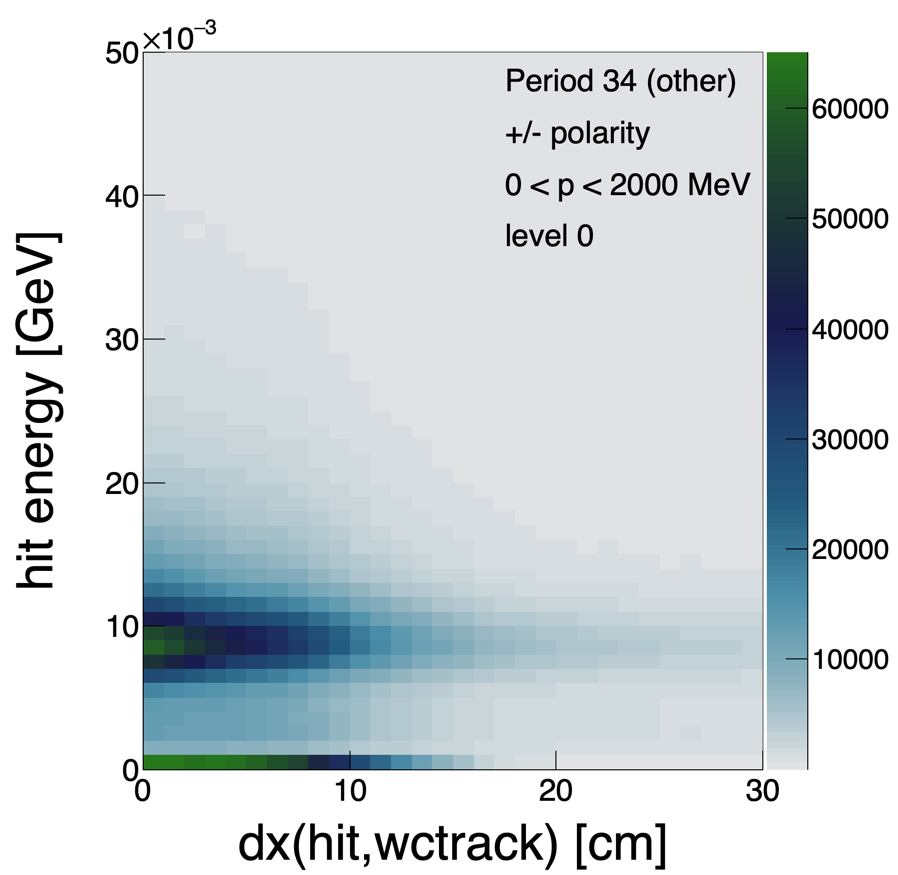 50 ×10⁻³
Period 34 (other)
+/- polarity
0 < p < 2000 MeV
level 0
40
30
20
10
0
hit energy [GeV]
0 10 20 30
dx(hit,wctrack) [cm]
60000
50000
40000
30000
20000
10000